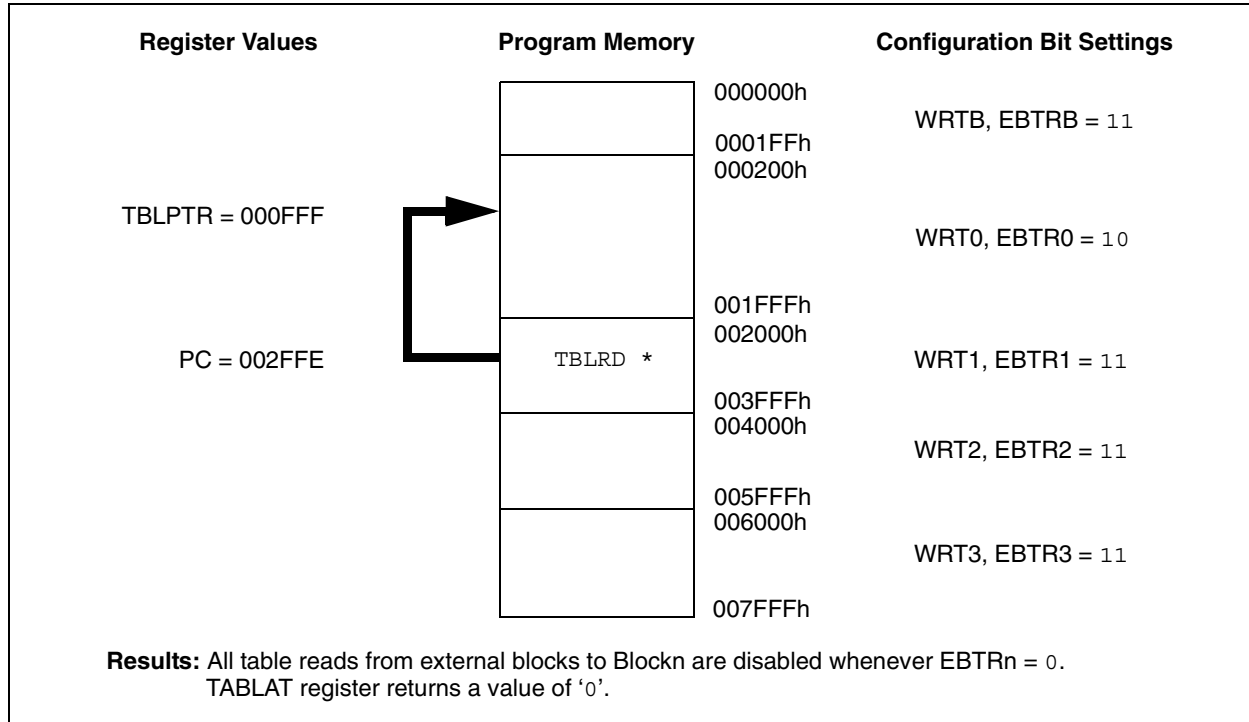 Register Values Program Memory Configuration Bit Settings
000000h
WRTB, EBTRB = 11
0001FFh
000200h
TBLPTR = 000FFF
WRT0, EBTR0 = 10
001FFFh
002000h
PC = 002FFE TBLRD * WRT1, EBTR1 = 11
003FFFh
004000h
WRT2, EBTR2 = 11
005FFFh
006000h
WRT3, EBTR3 = 11
007FFFh
Results: All table reads from external blocks to Blockn are disabled whenever EBTRn = 0.
TABLAT register returns a value of ‘0’.